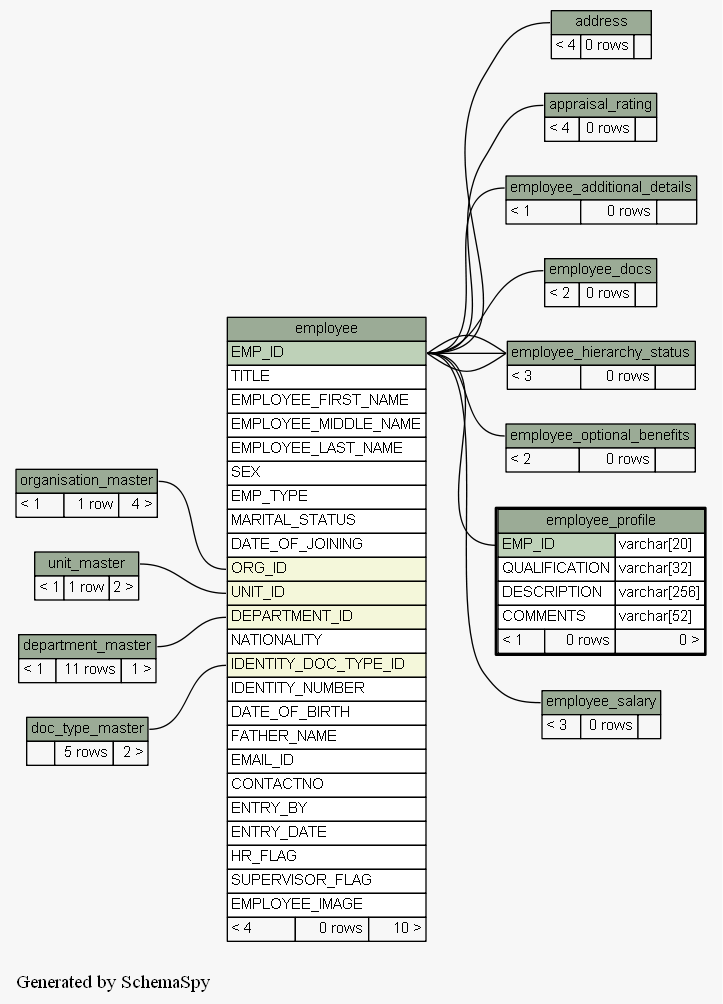 address
< 4 0 rows
appraisal_rating
< 4 0 rows
employee_additional_details
< 1 0 rows
employee_docs
< 2 0 rows
employee_hierarchy_status
< 3 0 rows
employee_optional_benefits
< 2 0 rows
employee_profile
EMP_ID varchar[20]
QUALIFICATION varchar[32]
DESCRIPTION varchar[256]
COMMENTS varchar[52]
< 1 0 rows 0 >
employee_salary
< 3 0 rows
employee
EMP_ID
TITLE
EMPLOYEE_FIRST_NAME
EMPLOYEE_MIDDLE_NAME
EMPLOYEE_LAST_NAME
SEX
EMP_TYPE
MARITAL_STATUS
DATE_OF_JOINING
ORG_ID
UNIT_ID
DEPARTMENT_ID
NATIONALITY
IDENTITY_DOC_TYPE_ID
IDENTITY_NUMBER
DATE_OF_BIRTH
FATHER_NAME
EMAIL_ID
CONTACTNO
ENTRY_BY
ENTRY_DATE
HR_FLAG
SUPERVISOR_FLAG
EMPLOYEE_IMAGE
< 4 0 rows 10 >
organisation_master
< 1 1 row 4 >
unit_master
< 1 1 row 2 >
department_master
< 1 11 rows 1 >
doc_type_master
5 rows 2 >
Generated by SchemaSpy